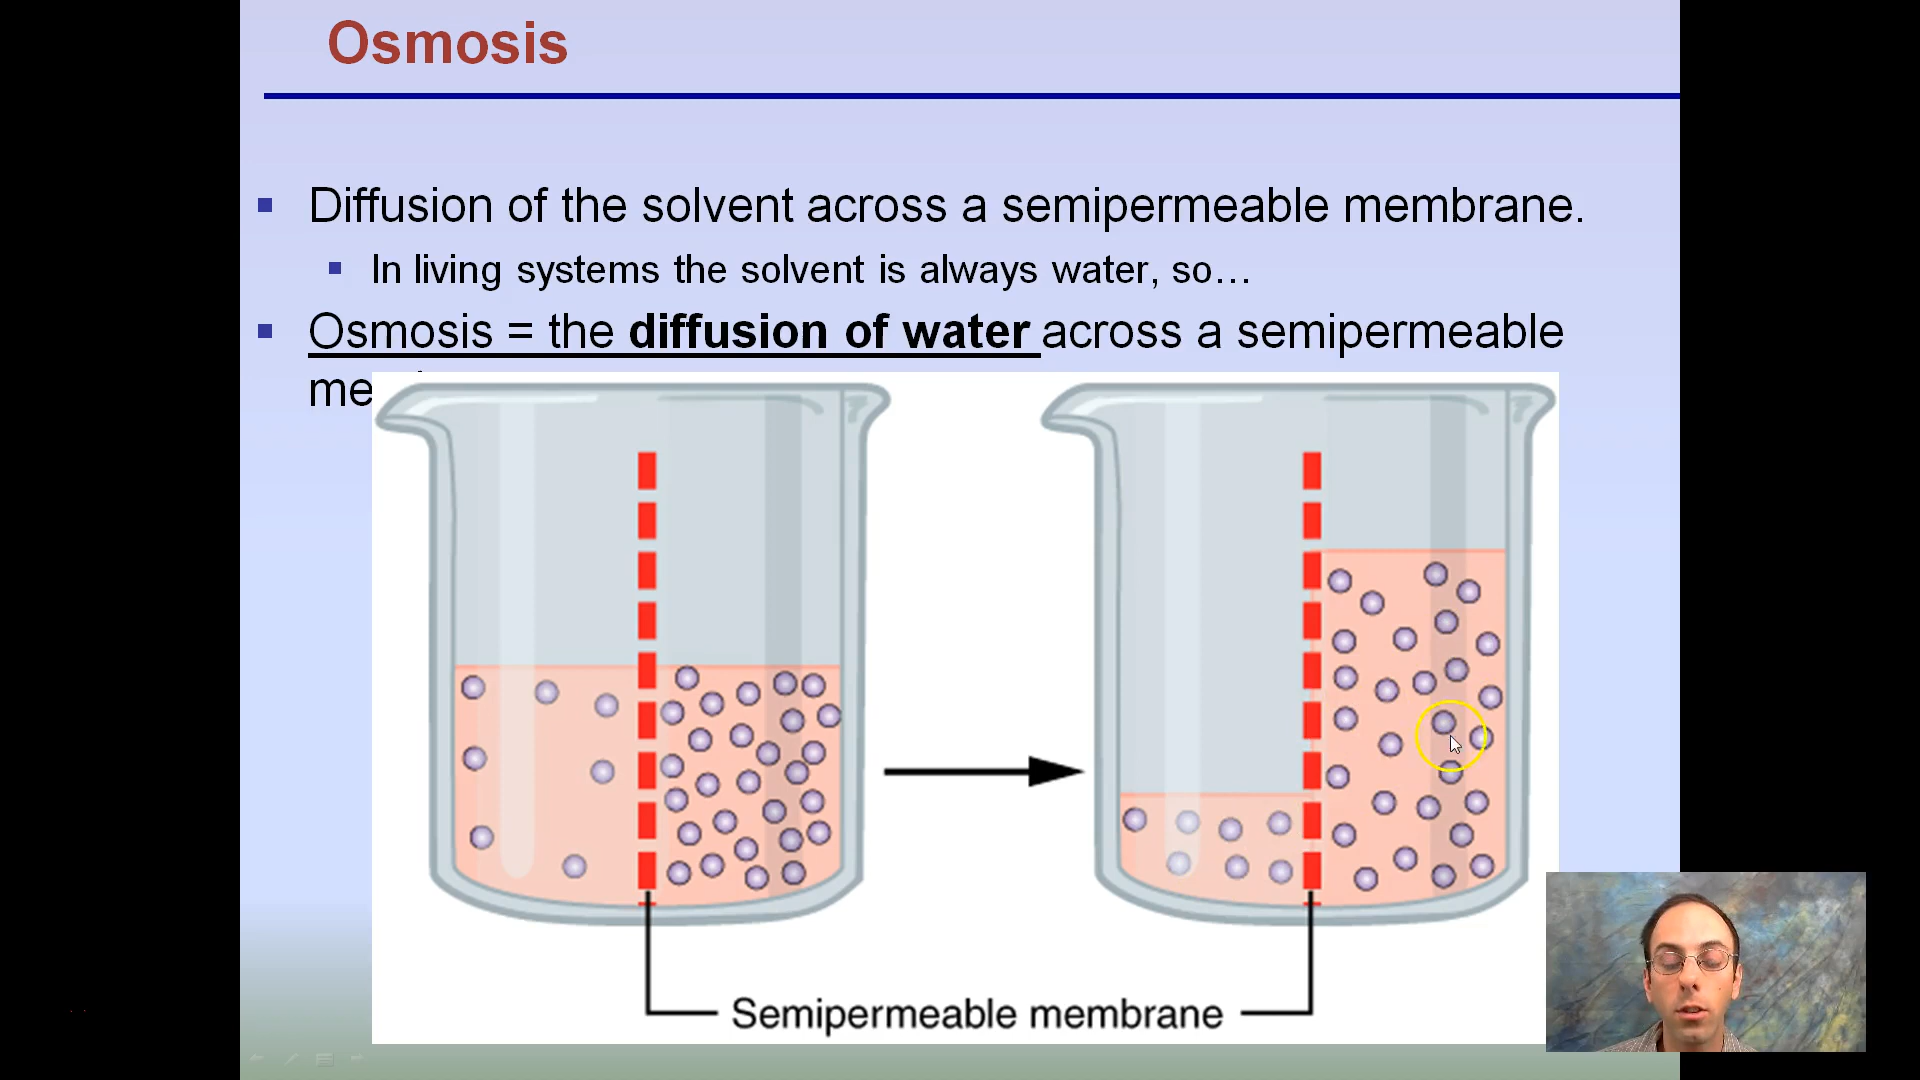 Osmosis
Diffusion of the solvent across a semipermeable membrane.
In living systems the solvent is always water, so…
Osmosis = the diffusion of water across a semipermeable
me
Semipermeable membrane